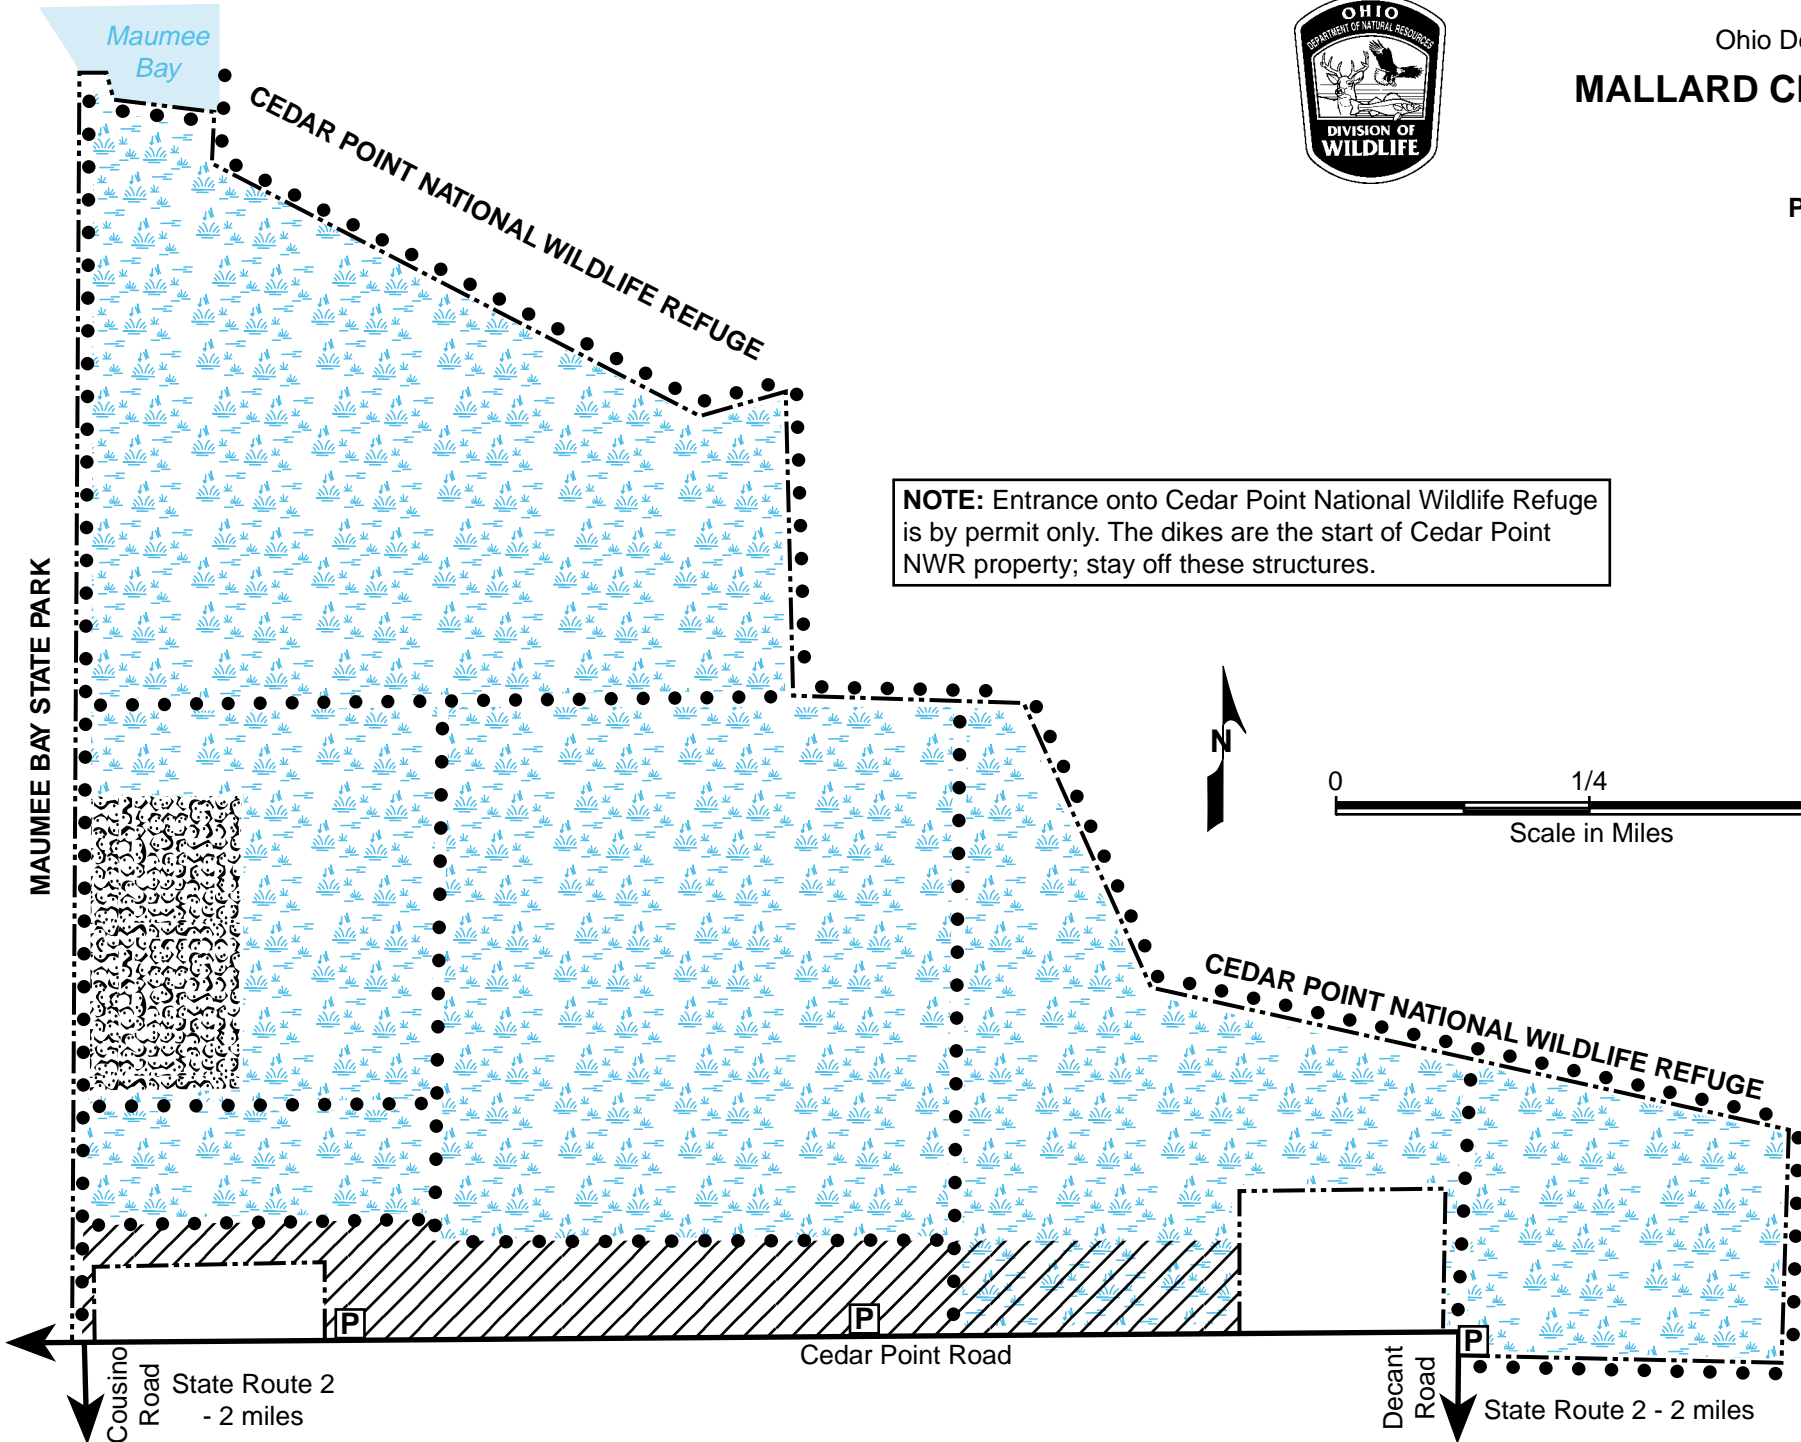 Maumee
Bay
OHIO
DEPARTMENT OF NATURAL RESOURCES
DIVISION OF
WILDLIFE
Ohio
MALLARD
CEDAR POINT NATIONAL WILDLIFE REFUGE
NOTE: Entrance onto Cedar Point National Wildlife Refuge
is by permit only. The dikes are the start of Cedar Point
NWR property; stay off these structures.
MAUMEE BAY STATE PARK
N
0 1/4
Scale in Miles
CEDAR POINT NATIONAL WILDLIFE REFUGE
P
P
P
Cedar Point Road
Cousino
Road
State Route 2
- 2 miles
Decant
Road
State Route 2 - 2 miles